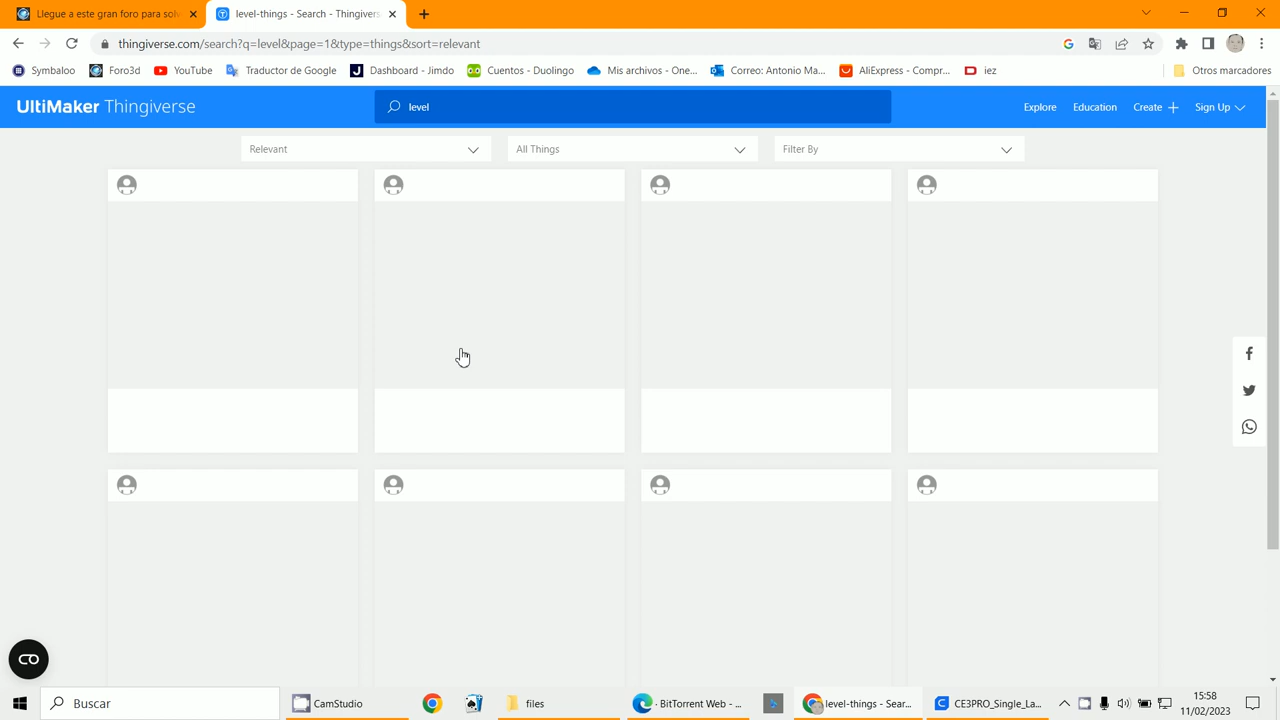 Llegue a este gran foro para solv
level-things - Search - Thingivers
thingiverse.com/search?q=level&page=1&type=things&sort=relevant
Symbaloo
Foro3d
YouTube
Traductor de Google
Dashboard - Jimdo
Cuentos - Duolingo
Mis archivos - One...
Correo: Antonio Ma...
AliExpress - Compr...
iez
Otros marcadores
UltiMaker Thingiverse
level
Explore
Education
Create
Sign Up
Relevant
All Things
Filter By
Buscar
CamStudio
files
· BitTorrent Web - ...
level-things - Sear...
CE3PRO_Single_La...
15:58
11/02/2023